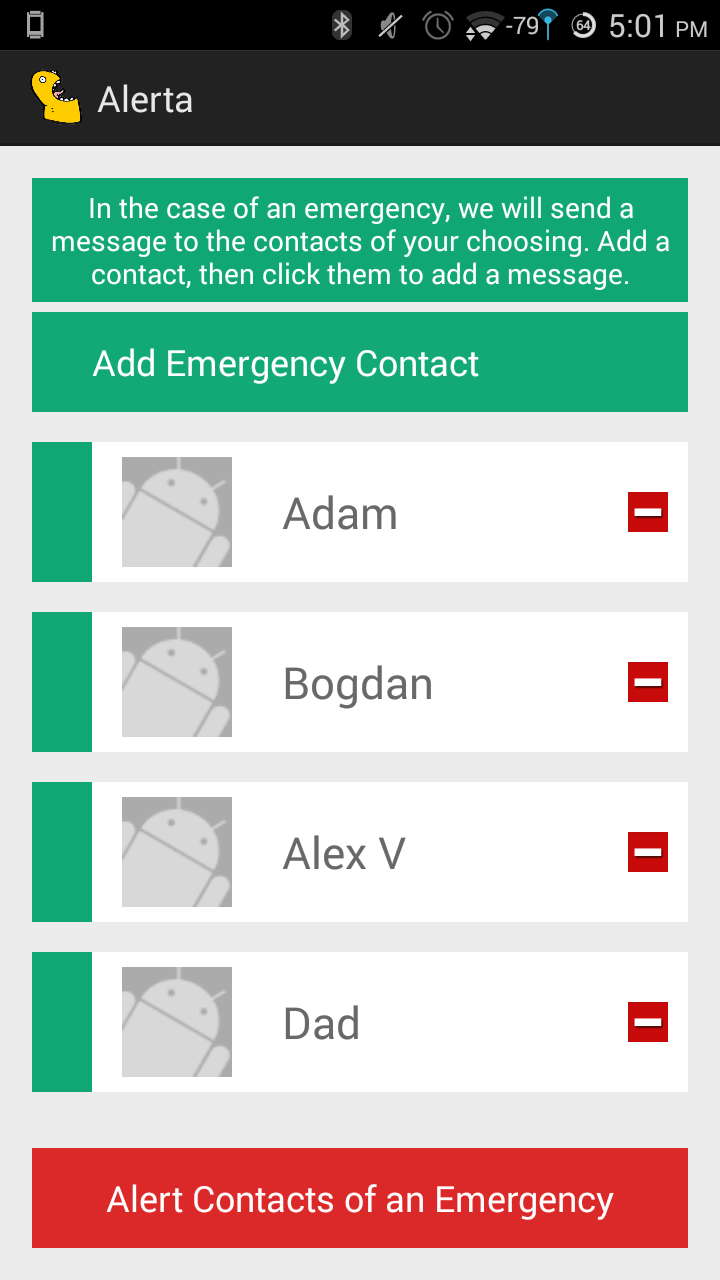 -79 64 5:01 PM
Alerta
In the case of an emergency, we will send a
message to the contacts of your choosing. Add a
contact, then click them to add a message.
Add Emergency Contact
Adam
Bogdan
Alex V
Dad
Alert Contacts of an Emergency